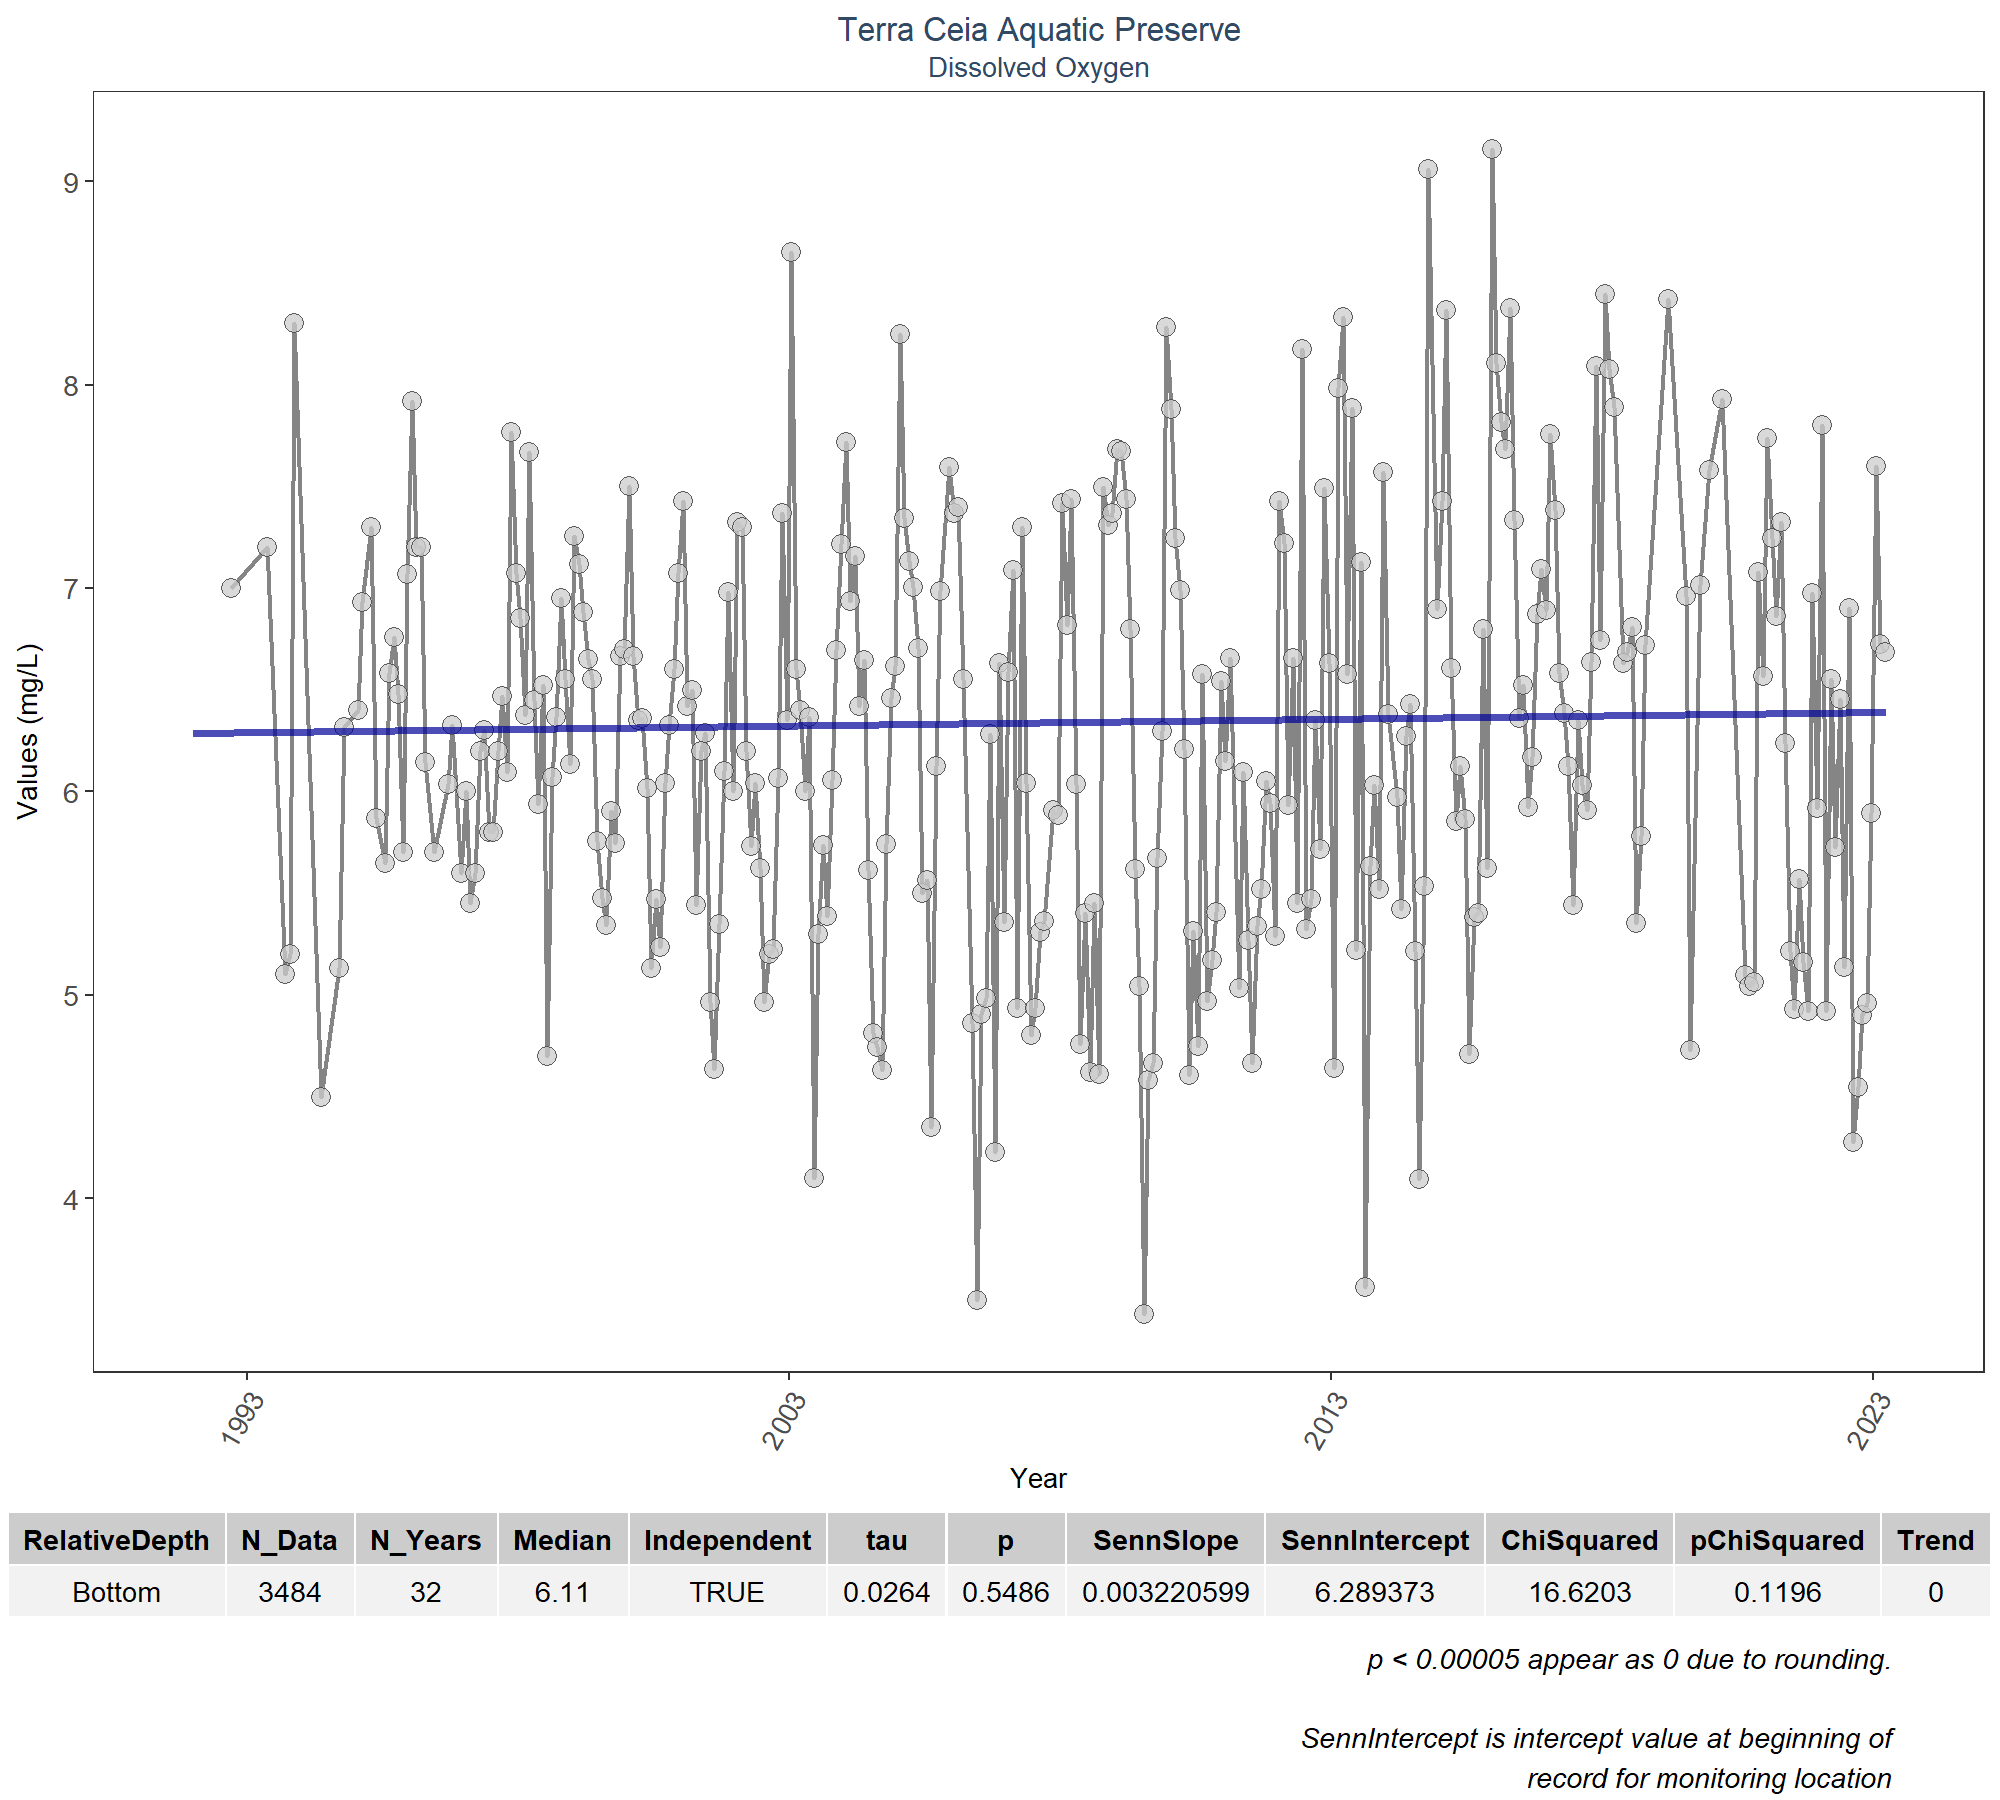 Terra Ceia Aquatic Preserve
Dissolved Oxygen
Values (mg/L)
9
8
7
6
5
4
1993
2003
2013
2023
Year
RelativeDepth N_Data N_Years Median Independent tau p SennSlope SennIntercept ChiSquared pChiSquared Trend
Bottom 3484 32 6.11 TRUE 0.0264 0.5486 0.003220599 6.289373 16.6203 0.1196 0
p < 0.00005 appear as 0 due to rounding.
SennIntercept is intercept value at beginning of
record for monitoring location